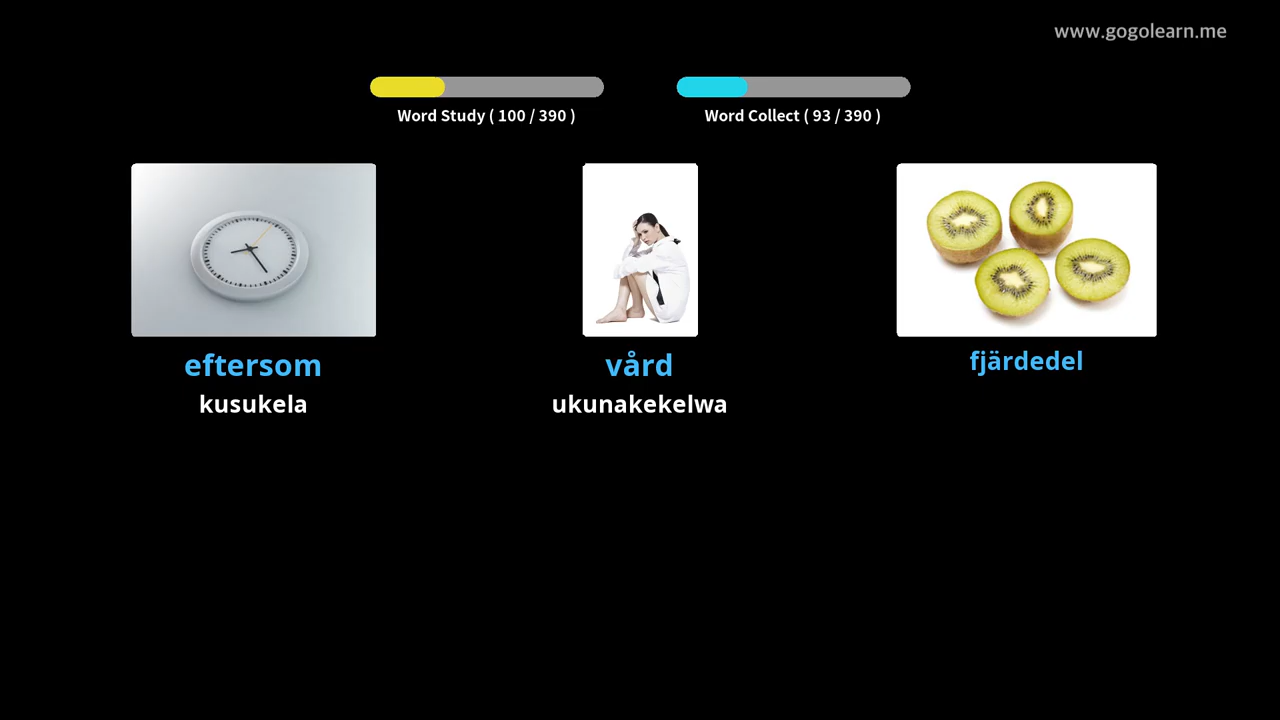 www.gogolearn.me
Word Study ( 100 / 390 )
Word Collect ( 93 / 390 )
eftersom
kusukela
vård
ukunakekelwa
fjärdedel